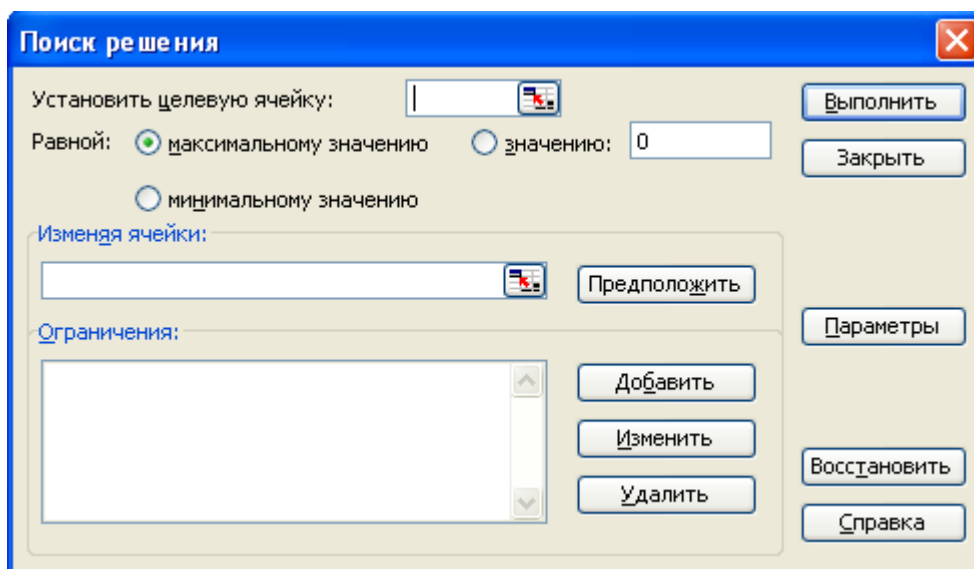 Поиск решения
Установить целевую ячейку:
Выполнить
Равной: максимальному значению значению: 0
Закрыть
минимальному значению
Изменяя ячейки:
Предположить
Параметры
Ограничения:
Добавить
Изменить
Восстановить
Удалить
Справка